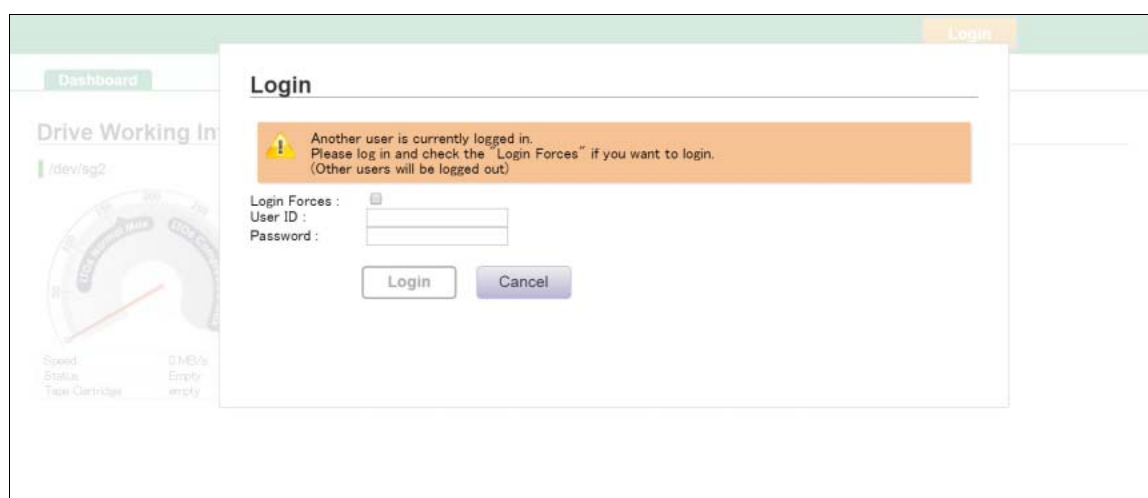 Login
Dashboard
Login
Drive Working In
Another user is currently logged in.
Please log in and check the "Login Forces" if you want to login.
(Other users will be logged out)
/dev/sg2
Login Forces :
User ID :
Password :
Login Cancel
Speed : 0 MB/s
Status Empty
Tape Cartridge empty